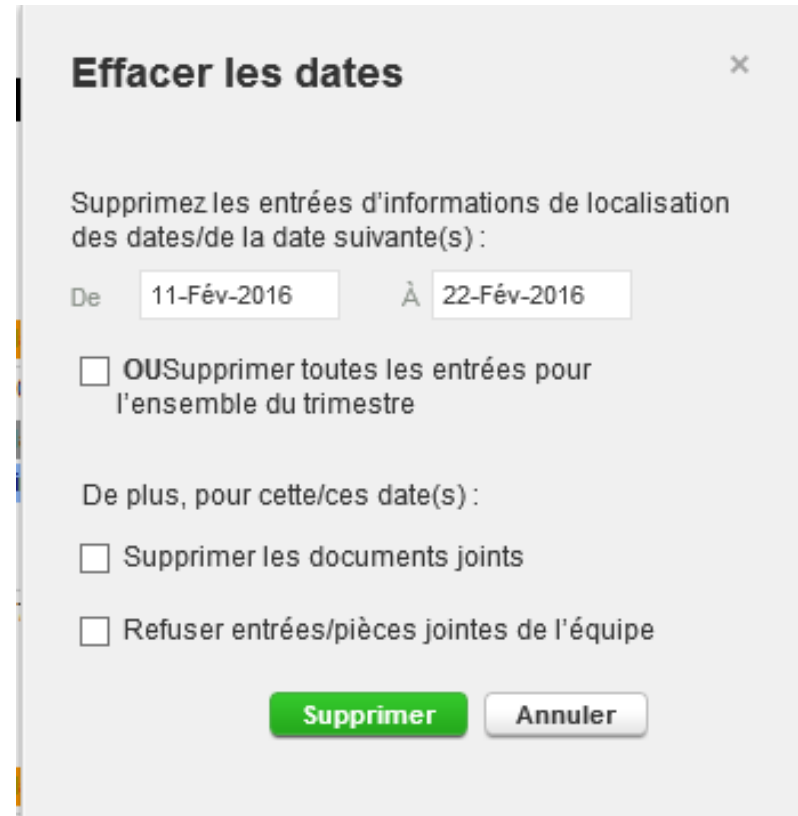 Effacer les dates ×
Supprimez les entrées d'informations de localisation
des dates/de la date suivante(s) :
De 11-Fév-2016 À 22-Fév-2016
OUSupprimer toutes les entrées pour
l'ensemble du trimestre
De plus, pour cette/ces date(s) :
Supprimer les documents joints
Refuser entrées/pièces jointes de l'équipe
Supprimer Annuler